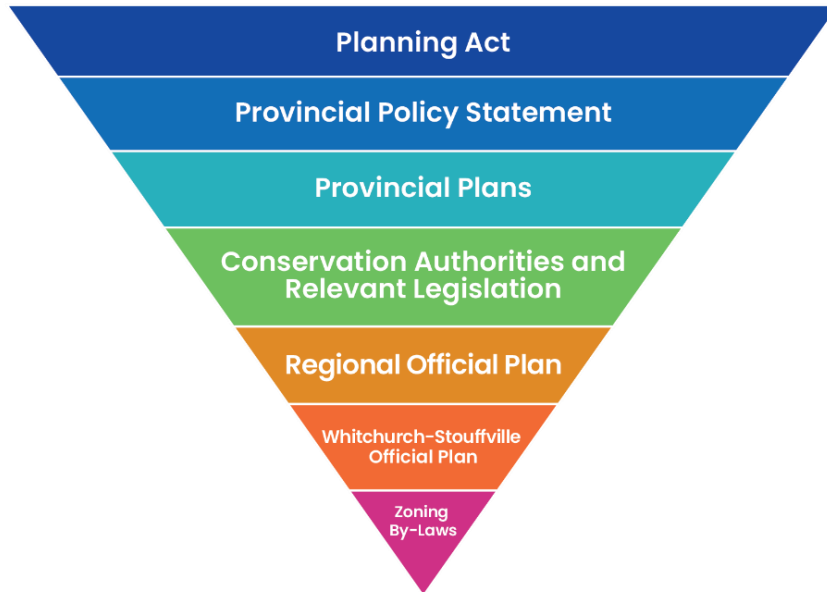 Planning Act
Provincial Policy Statement
Provincial Plans
Conservation Authorities and
Relevant Legislation
Regional Official Plan
Whitchurch-Stouffville
Official Plan
Zoning
By-Laws